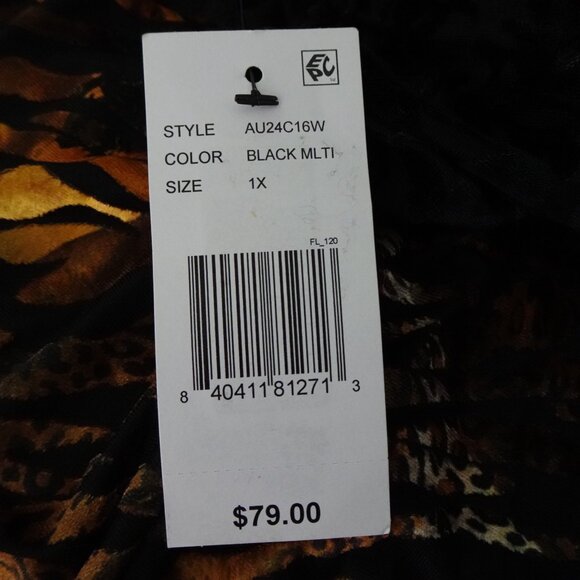 EPC
STYLE AU24C16W
COLOR BLACK MLTI
SIZE 1X
FL_120
8 40411 81271 3
$79.00